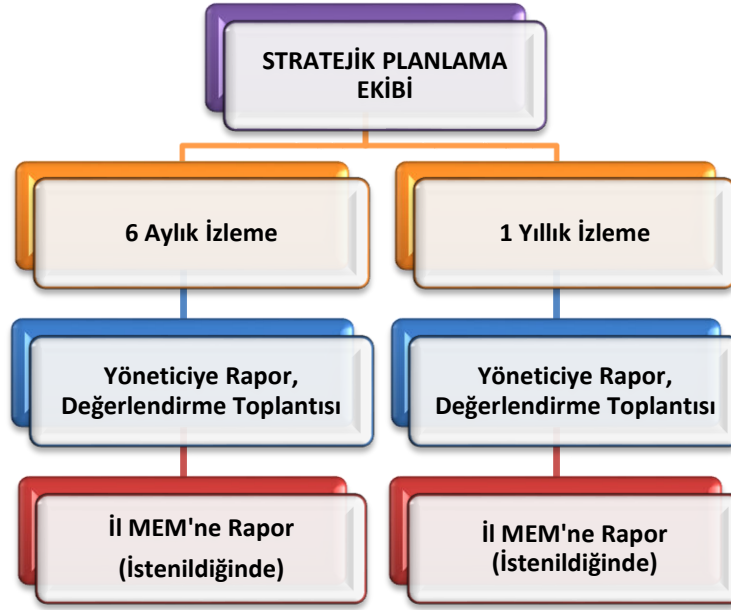 STRATEJİK PLANLAMA
EKİBİ
6 Aylık İzleme
1 Yıllık İzleme
Yöneticiye Rapor,
Değerlendirme Toplantısı
Yöneticiye Rapor,
Değerlendirme Toplantısı
İl MEM'ne Rapor
(İstenildiğinde)
İl MEM'ne Rapor
(İstenildiğinde)